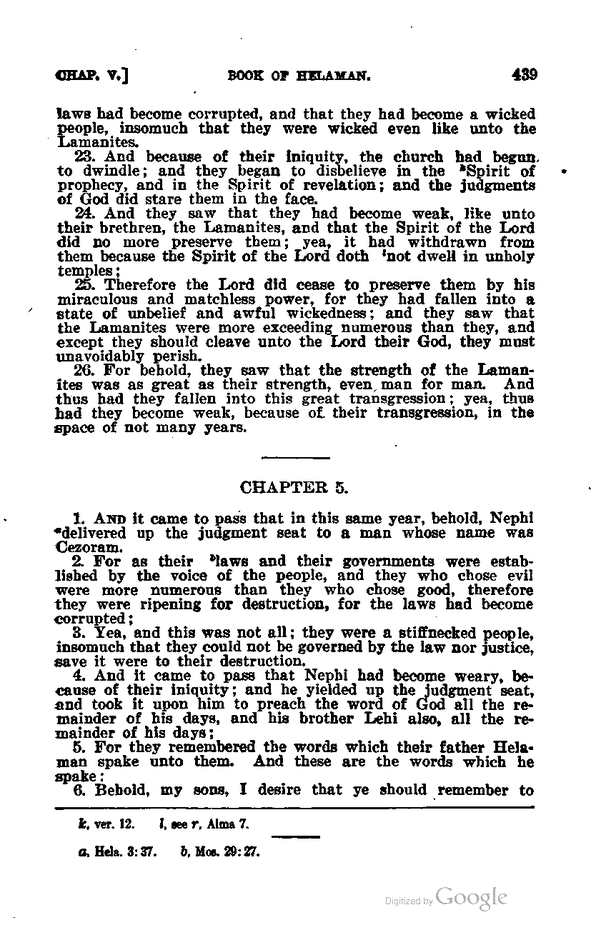 CHAP. V.] BOOK OF HELAMAN. 439
laws had become corrupted, and that they had become a wicked
people, insomuch that they were wicked even like unto the
Lamanites.
23. And because of their iniquity, the church had begun
to dwindle; and they began to disbelieve in the ᵏSpirit of
prophecy, and in the Spirit of revelation; and the judgments
of God did stare them in the face.
24. And they saw that they had become weak, like unto
their brethren, the Lamanites, and that the Spirit of the Lord
did no more preserve them; yea, it had withdrawn from
them because the Spirit of the Lord doth ˡnot dwell in unholy
temples;
25. Therefore the Lord did cease to preserve them by his
miraculous and matchless power, for they had fallen into a
state of unbelief and awful wickedness; and they saw that
the Lamanites were more exceeding numerous than they, and
except they should cleave unto the Lord their God, they must
unavoidably perish.
26. For behold, they saw that the strength of the Laman-
ites was as great as their strength, even man for man. And
thus had they fallen into this great transgression; yea, thus
had they become weak, because of their transgression, in the
space of not many years.
CHAPTER 5.
1. AND it came to pass that in this same year, behold, Nephi
ᵃdelivered up the judgment seat to a man whose name was
Cezoram.
2. For as their ᵇlaws and their governments were estab-
lished by the voice of the people, and they who chose evil
were more numerous than they who chose good, therefore
they were ripening for destruction, for the laws had become
corrupted;
3. Yea, and this was not all; they were a stiffnecked people,
insomuch that they could not be governed by the law nor justice,
save it were to their destruction.
4. And it came to pass that Nephi had become weary, be-
cause of their iniquity; and he yielded up the judgment seat,
and took it upon him to preach the word of God all the re-
mainder of his days, and his brother Lehi also, all the re-
mainder of his days;
5. For they remembered the words which their father Hela-
man spake unto them. And these are the words which he
spake:
6. Behold, my sons, I desire that ye should remember to
k, ver. 12. l, see r, Alma 7.
a, Hela. 3:37. b, Mos. 29:27.
Digitized by Google